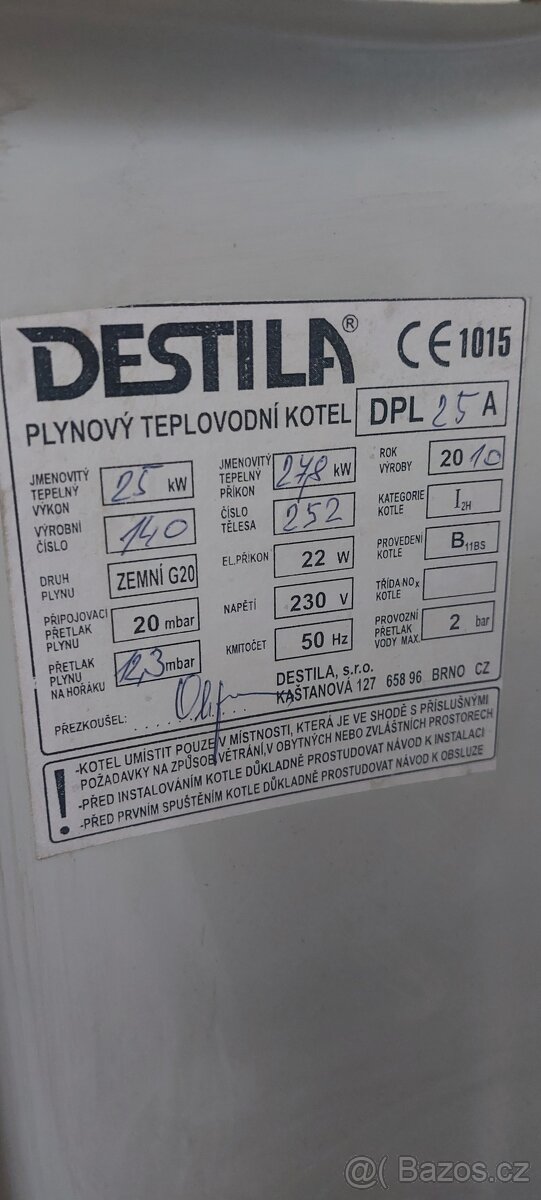 DESTILA® CE 1015
PLYNOVÝ TEPLOVODNÍ KOTEL DPL 25 A
JMENOVITÝ TEPELNÝ VÝKON 25 kW
VÝROBNÍ ČÍSLO 140
DRUH PLYNU ZEMNÍ G20
PŘIPOJOVACÍ PŘETLAK PLYNU 20 mbar
PŘETLAK PLYNU NA HOŘÁKU 12,3 mbar
JMENOVITÝ TEPELNÝ PŘÍKON 278 kW
ČÍSLO TĚLESA 252
EL.PŘÍKON 22 W
NAPĚTÍ 230 V
KMITOČET 50 Hz
ROK VÝROBY 2010
KATEGORIE KOTLE I2H
PROVEDENÍ KOTLE B11BS
TŘÍDA NOx KOTLE
PROVOZNÍ PŘETLAK VODY MAX. 2 bar
PŘEZKOUŠEL:
DESTILA, s.r.o.
KAŠTANOVÁ 127 658 96 BRNO CZ
! -KOTEL UMÍSTIT POUZE V MÍSTNOSTI, KTERÁ JE VE SHODĚ S PŘÍSLUŠNÝMI
POŽADAVKY NA ZPŮSOB VĚTRÁNÍ,V OBYTNÝCH NEBO ZVLÁŠTNÍCH PROSTORECH
-PŘED INSTALOVÁNÍM KOTLE DŮKLADNĚ PROSTUDOVAT NÁVOD K INSTALACI
-PŘED PRVNÍM SPUŠTĚNÍM KOTLE DŮKLADNĚ PROSTUDOVAT NÁVOD K OBSLUZE
Bazos.cz